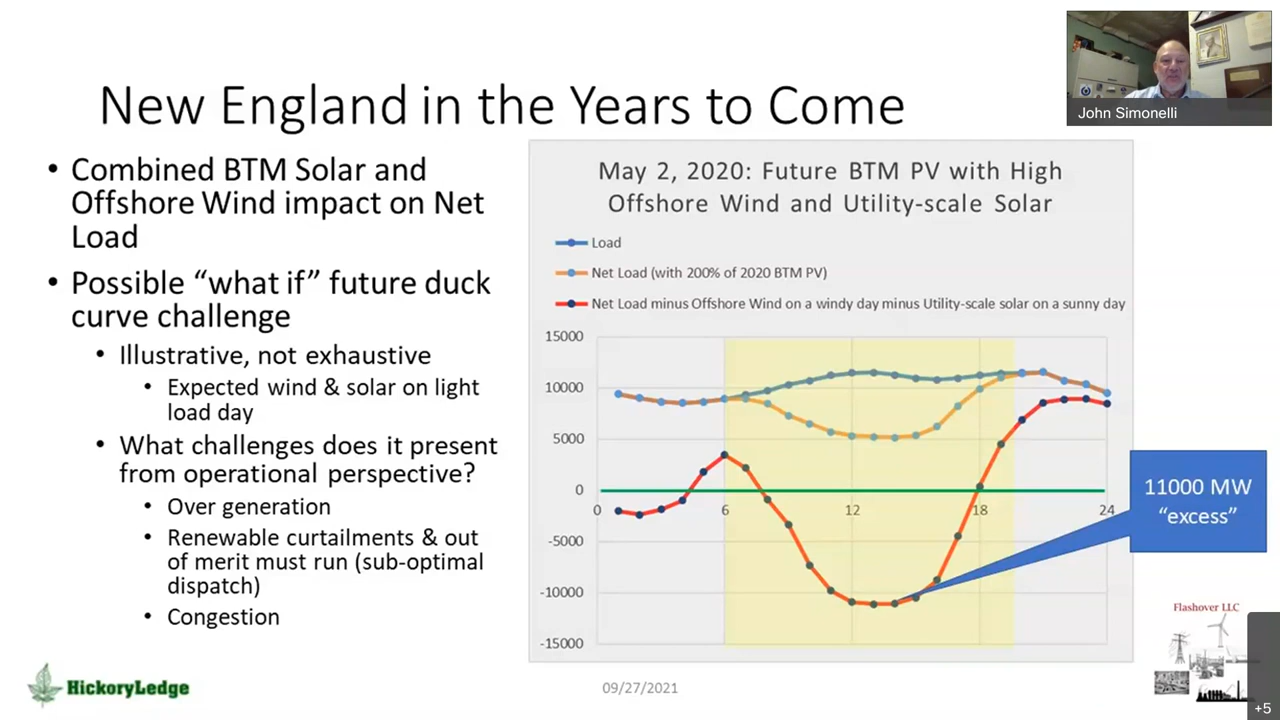 John Simonelli
New England in the Years to Come
• Combined BTM Solar and
Offshore Wind impact on Net
Load
• Possible “what if” future duck
curve challenge
• Illustrative, not exhaustive
• Expected wind & solar on light
load day
• What challenges does it present
from operational perspective?
• Over generation
• Renewable curtailments & out
of merit must run (sub-optimal
dispatch)
• Congestion
May 2, 2020: Future BTM PV with High
Offshore Wind and Utility-scale Solar
Load
Net Load (with 200% of 2020 BTM PV)
Net Load minus Offshore Wind on a windy day minus Utility-scale solar on a sunny day
15000
10000
5000
0
-5000
-10000
-15000
0 6 12 18 24
11000 MW
“excess”
Flashover LLC
HickoryLedge
09/27/2021
+5